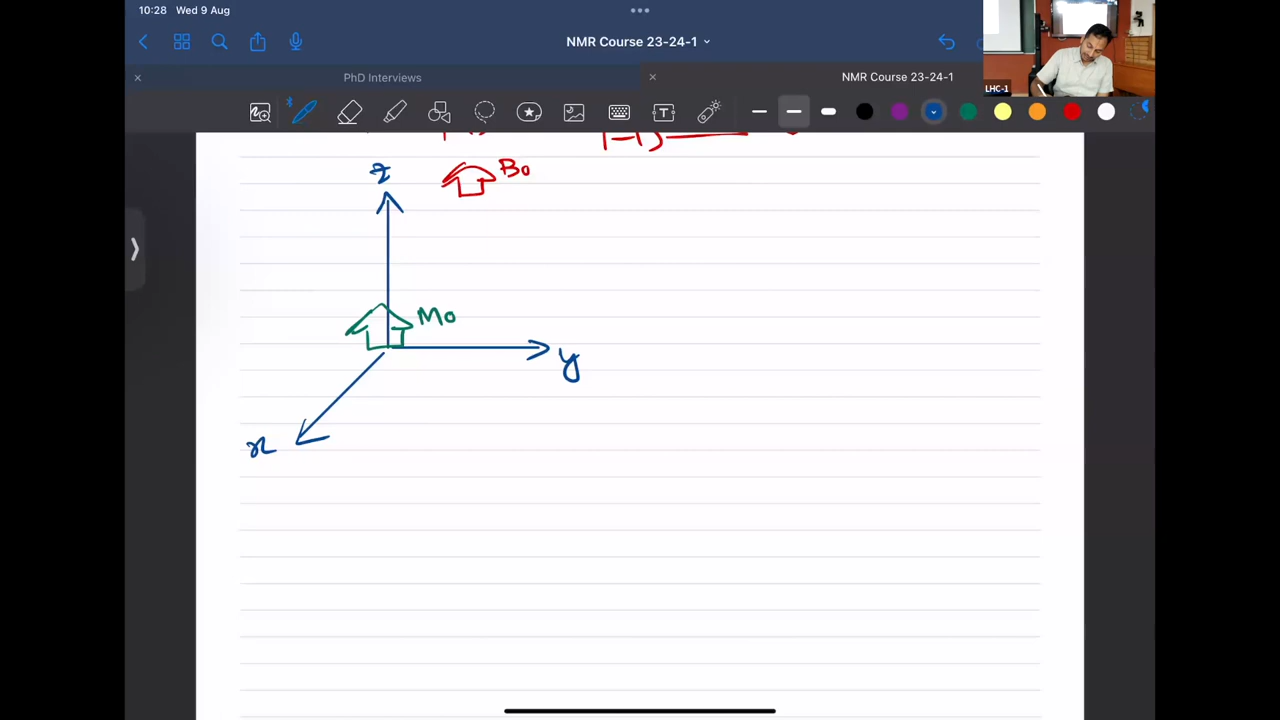 10:28 Wed 9 Aug
NMR Course 23-24-1
LHC-1
PhD Interviews
NMR Course 23-24-1
T
z
B0
M0
y
x